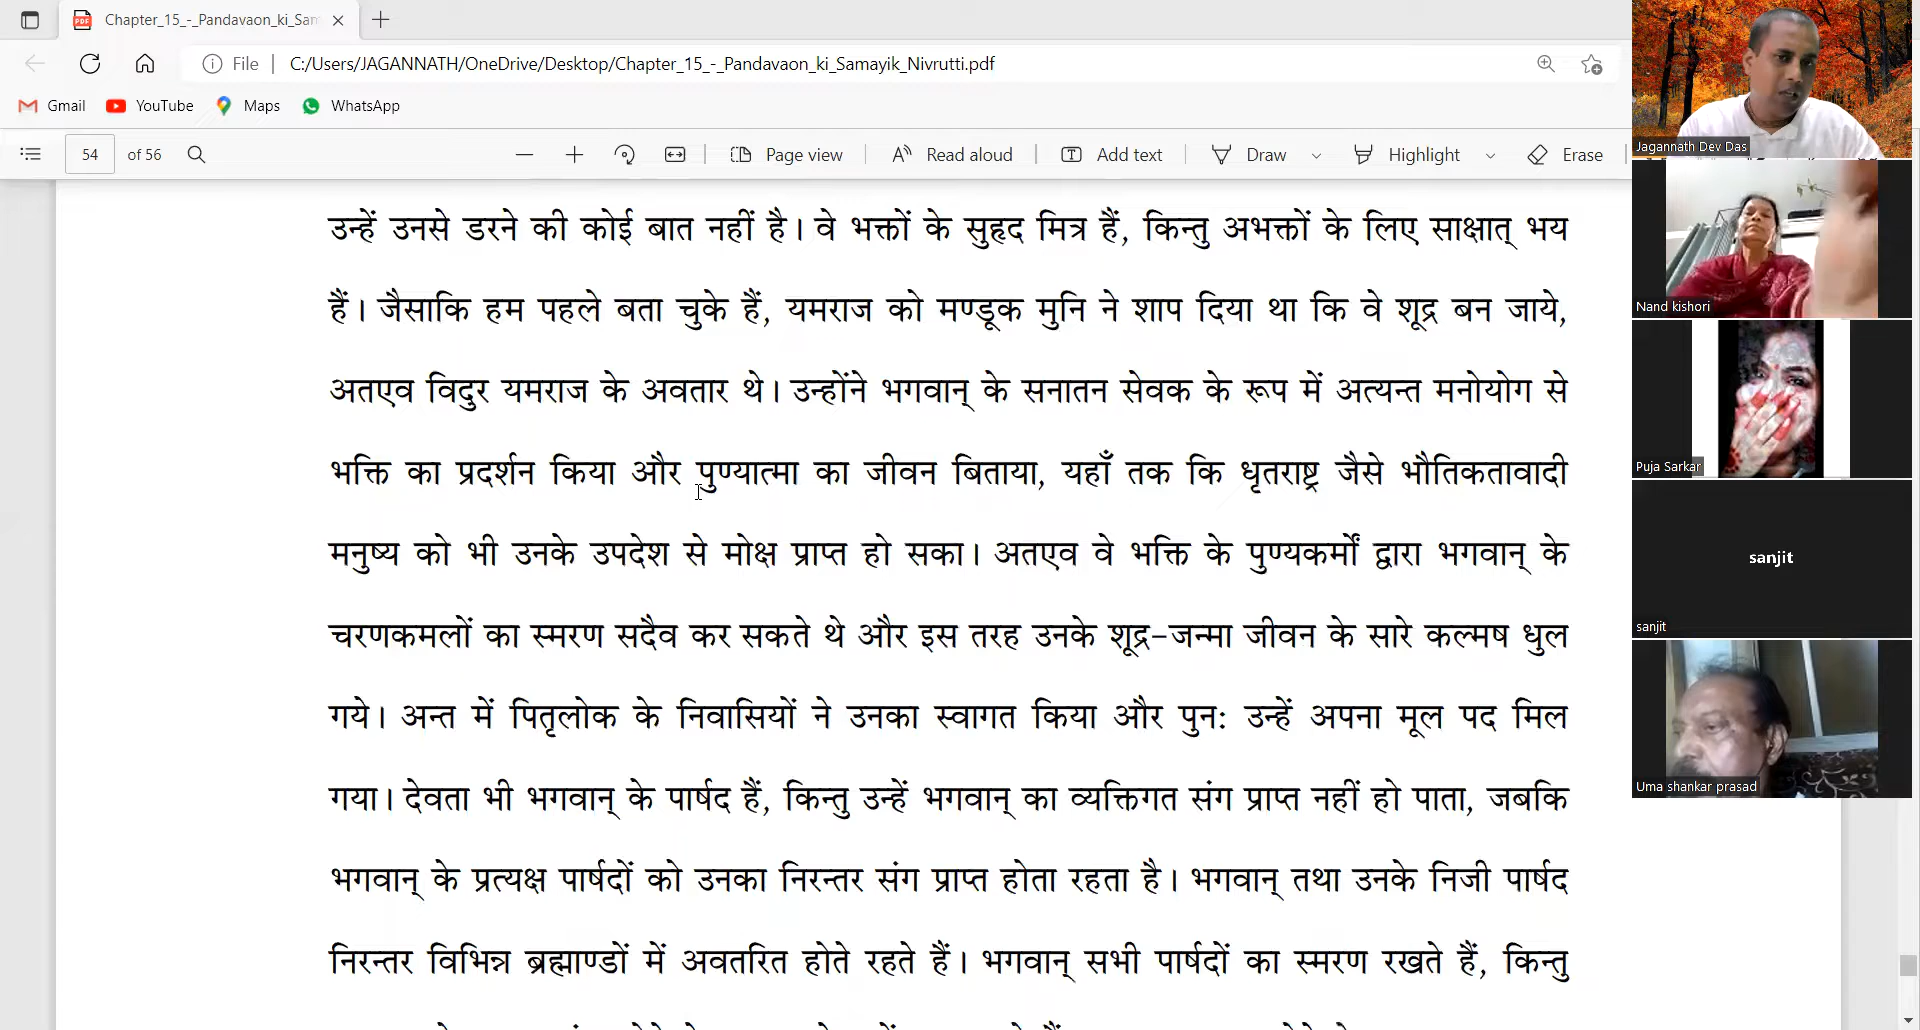 Chapter_15_-_Pandavaon_ki_Sam
File
C:/Users/JAGANNATH/OneDrive/Desktop/Chapter_15_-_Pandavaon_ki_Samayik_Nivrutti.pdf
Gmail YouTube Maps WhatsApp
54 of 56 Page view Read aloud Add text Draw Highlight Erase
उन्हें उनसे डरने की कोई बात नहीं है। वे भक्तों के सुहृद मित्र हैं, किन्तु अभक्तों के लिए साक्षात् भय
हैं। जैसाकि हम पहले बता चुके हैं, यमराज को मण्डूक मुनि ने शाप दिया था कि वे शूद्र बन जाये,
अतएव विदुर यमराज के अवतार थे। उन्होंने भगवान् के सनातन सेवक के रूप में अत्यन्त मनोयोग से
भक्ति का प्रदर्शन किया और पुण्यात्मा का जीवन बिताया, यहाँ तक कि धृतराष्ट्र जैसे भौतिकतावादी
मनुष्य को भी उनके उपदेश से मोक्ष प्राप्त हो सका। अतएव वे भक्ति के पुण्यकर्मों द्वारा भगवान् के
चरणकमलों का स्मरण सदैव कर सकते थे और इस तरह उनके शूद्र-जन्मा जीवन के सारे कल्मष धुल
गये। अन्त में पितृलोक के निवासियों ने उनका स्वागत किया और पुन: उन्हें अपना मूल पद मिल
गया। देवता भी भगवान् के पार्षद हैं, किन्तु उन्हें भगवान् का व्यक्तिगत संग प्राप्त नहीं हो पाता, जबकि
भगवान् के प्रत्यक्ष पार्षदों को उनका निरन्तर संग प्राप्त होता रहता है। भगवान् तथा उनके निजी पार्षद
निरन्तर विभिन्न ब्रह्माण्डों में अवतरित होते रहते हैं। भगवान् सभी पार्षदों का स्मरण रखते हैं, किन्तु
Jagannath Dev Das
Nand kishori
Puja Sarkar
sanjit
sanjit
Uma shankar prasad